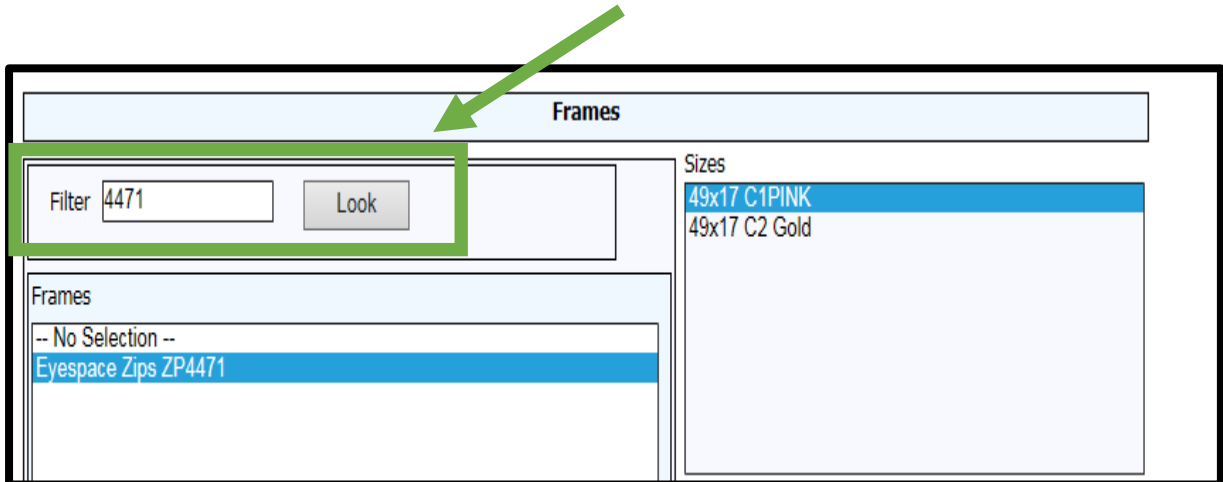 Frames
Filter 4471 Look
Frames
-- No Selection --
Eyespace Zips ZP4471
Sizes
49x17 C1PINK
49x17 C2 Gold